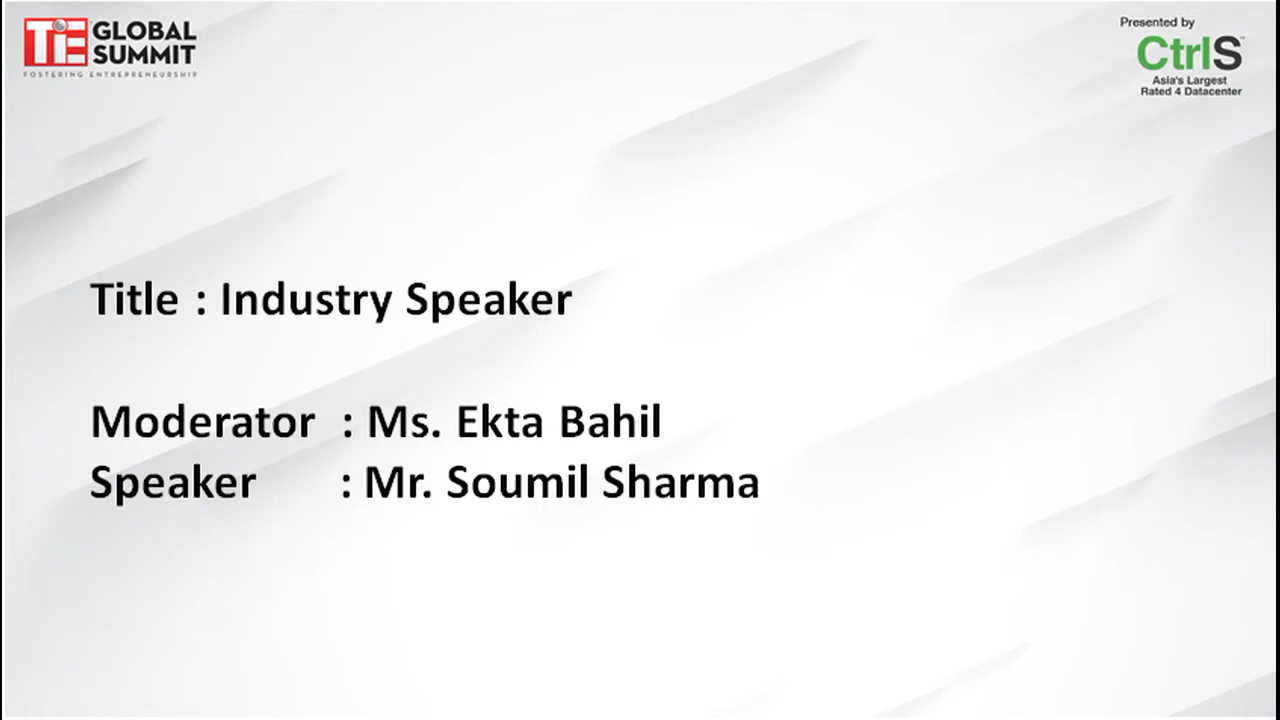 TiE GLOBAL
SUMMIT
FOSTERING ENTREPRENEURSHIP
Presented by
CtrlS
Asia's Largest
Rated 4 Datacenter
Title : Industry Speaker
Moderator : Ms. Ekta Bahil
Speaker : Mr. Soumil Sharma